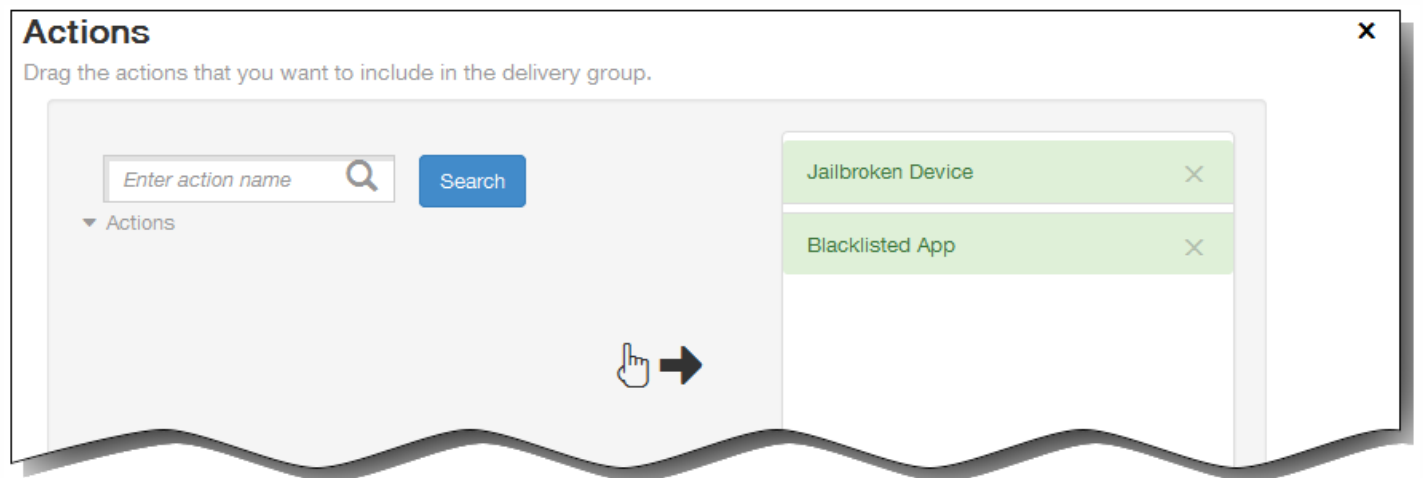 Actions
Drag the actions that you want to include in the delivery group.
Enter action name
Search
Actions
Jailbroken Device
Blacklisted App